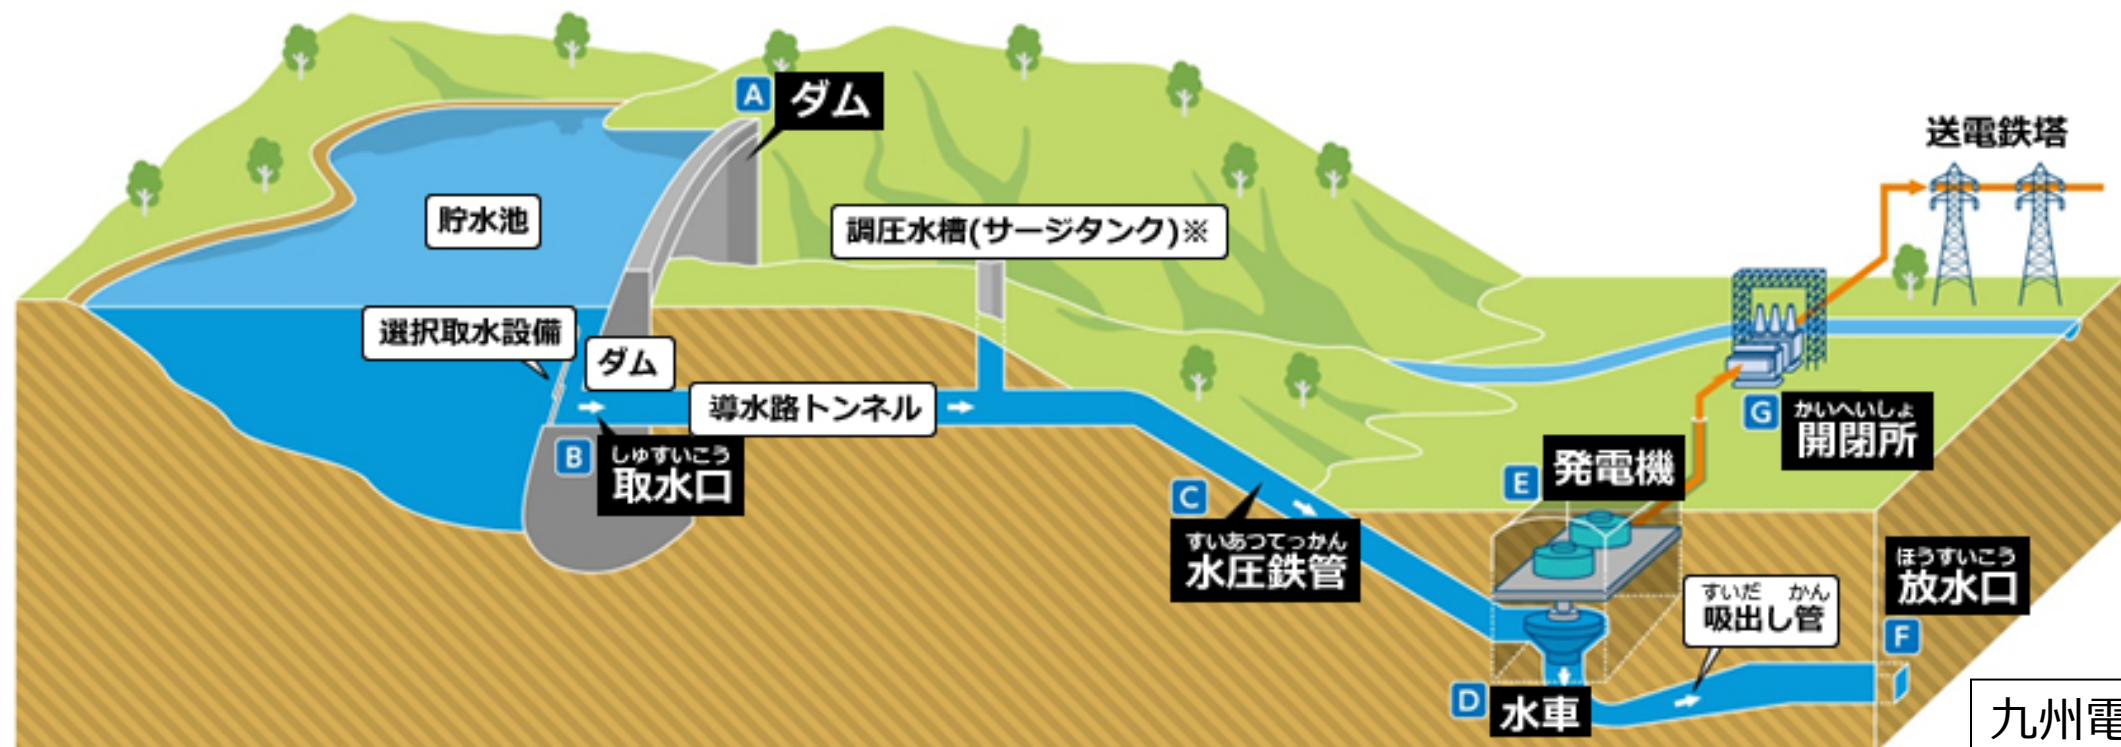 A
ダム
送電鉄塔
貯水池
調圧水槽(サージタンク)※
選択取水設備
ダム
導水路トンネル
B
しゅすいこう
取水口
C
すいあつてっかん
水圧鉄管
D
水車
E
発電機
すいだ かん
吸出し管
F
ほうすいこう
放水口
G
かいへいしょ
開閉所
九州電